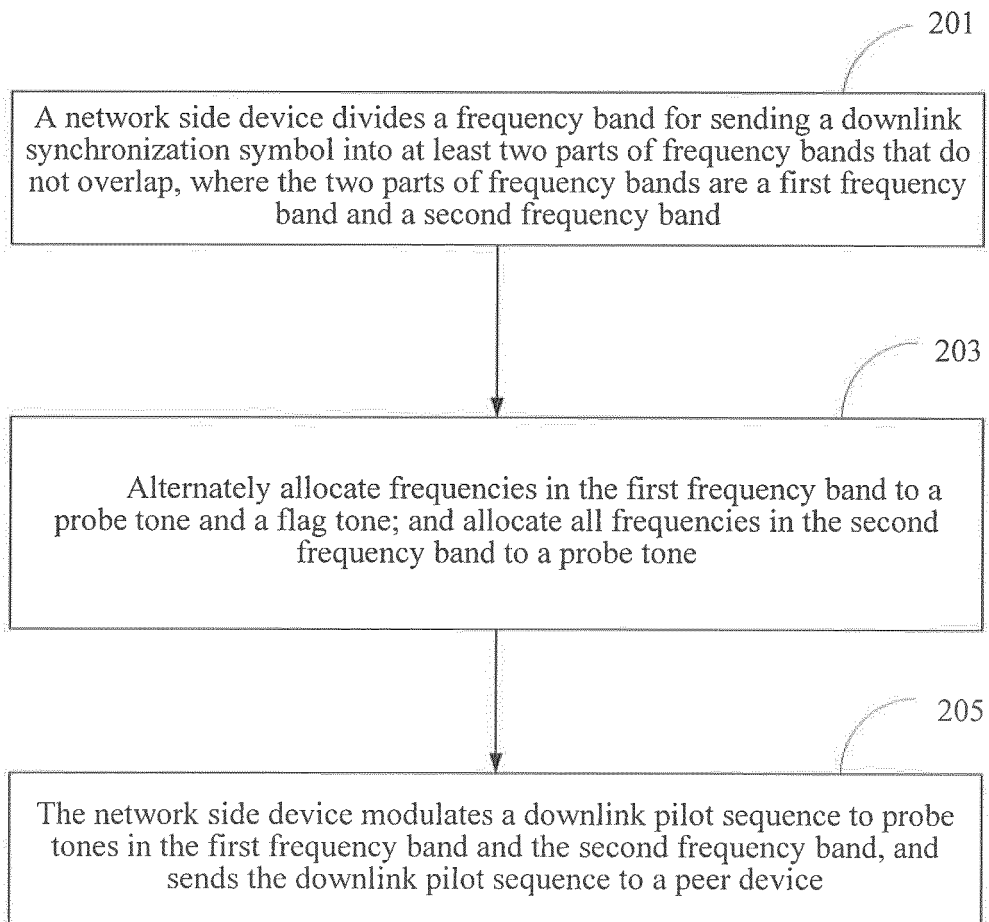 201
A network side device divides a frequency band for sending a downlink
synchronization symbol into at least two parts of frequency bands that do
not overlap, where the two parts of frequency bands are a first frequency
band and a second frequency band
203
Alternately allocate frequencies in the first frequency band to a
probe tone and a flag tone; and allocate all frequencies in the second
frequency band to a probe tone
205
The network side device modulates a downlink pilot sequence to probe
tones in the first frequency band and the second frequency band, and
sends the downlink pilot sequence to a peer device